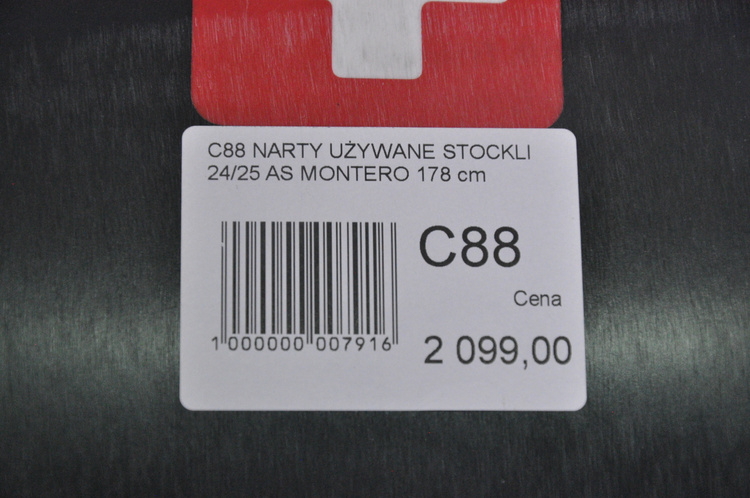 C88 NARTY UŻYWANE STOCKLI
24/25 AS MONTERO 178 cm
C88
Cena
2 099,00
1 000000 007916